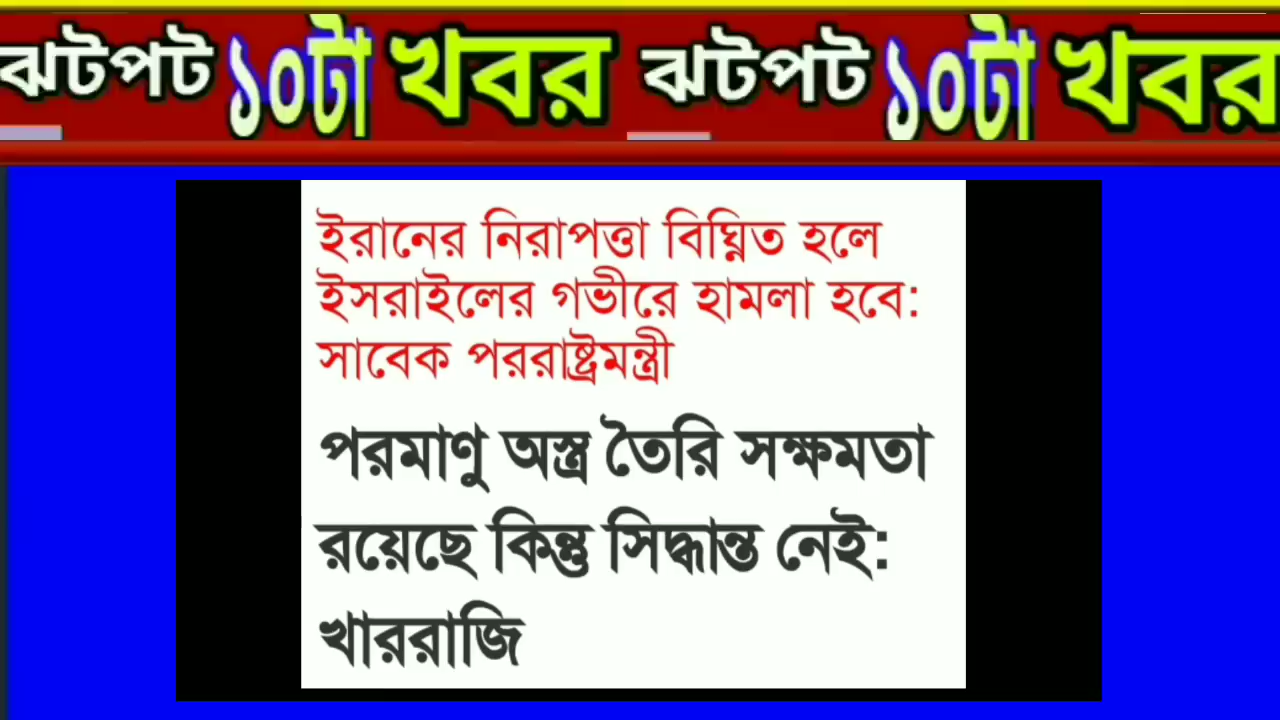 ঝটপট ১০টা খবর ঝটপট ১০টা খবর
ইরানের নিরাপত্তা বিঘ্নিত হলে
ইসরাইলের গভীরে হামলা হবে:
সাবেক পররাষ্ট্রমন্ত্রী
পরমাণু অস্ত্র তৈরি সক্ষমতা
রয়েছে কিন্তু সিদ্ধান্ত নেই:
খাররাজি